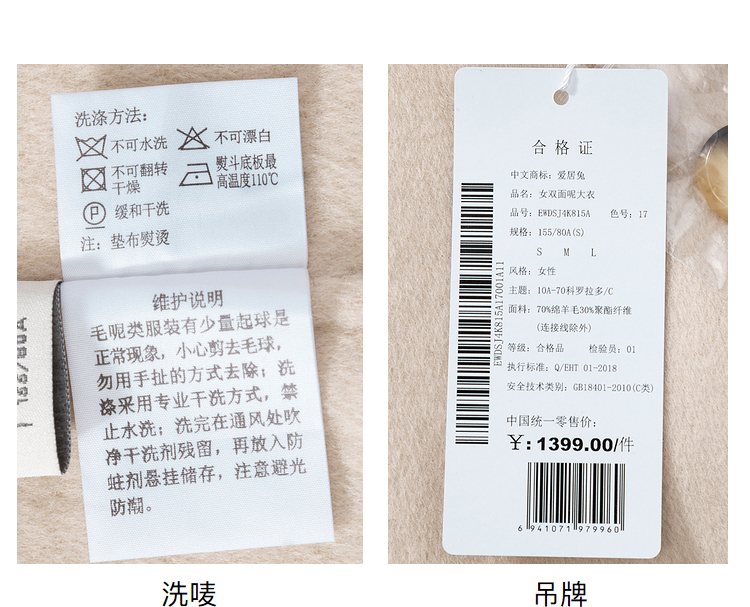 洗涤方法：
不可水洗
不可漂白
不可翻转
干燥
熨斗底板最
高温度110℃
P
缓和干洗
注：垫布熨烫
维护说明
毛呢类服装有少量起球是
正常现象，小心剪去毛球，
勿用手扯的方式去除；洗
涤采用专业干洗方式，禁
止水洗；洗完在通风处吹
净干洗剂残留，再放入防
蛀剂悬挂储存，注意避光
防潮。
洗唛
合格证
中文商标：爱居兔
品名：女双面呢大衣
品号：EWDSJ4K815A 色号：17
规格：155/80A(S)
S M L
风格：女性
主题：10A-70科罗拉多/C
面料：70%绵羊毛30%聚酯纤维
(连接线除外)
等级：合格品 检验员：01
执行标准：Q/EHT 01-2018
安全技术类别：GB18401-2010(C类)
中国统一零售价：
¥：1399.00/件
EWDSJ4K815A17001A11
6 941071 979960
吊牌